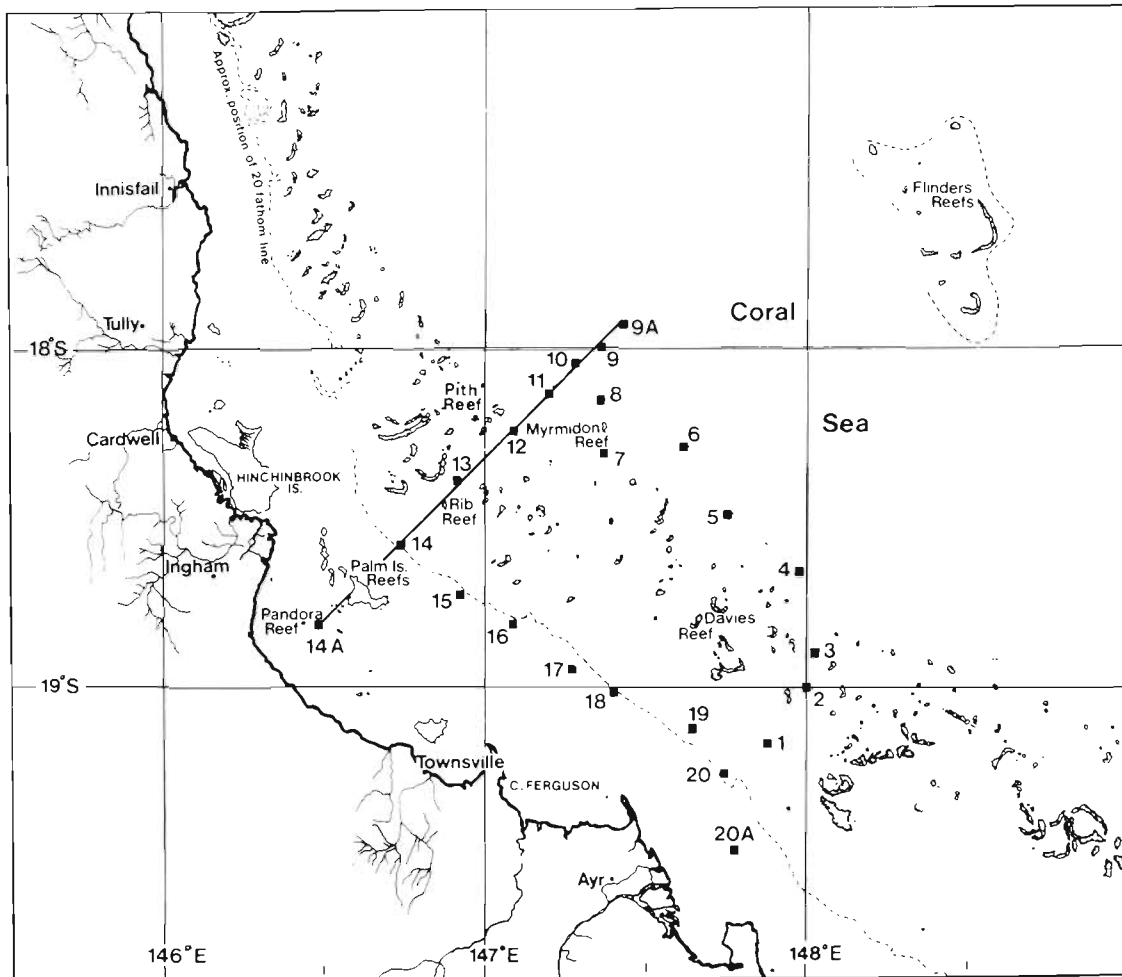 Approx. position of 20 fathom line
Innisfail
Flinders
Reefs
Coral
9A
Tully
18°S
10
9
11
8
Pith
Reef
Sea
Cardwell
12
Myrmidon
Reef
6
7
13
HINCHINBROOK
IS.
Rib
Reef
5
14
Ingham
Palm Is.
Reefs
4
15
Pandora
Reef
14A
16
Davies
Reef
3
17
19°S
18
2
19
1
Townsville
20
C. FERGUSON
20A
Ayr
146°E
147°E
148°E